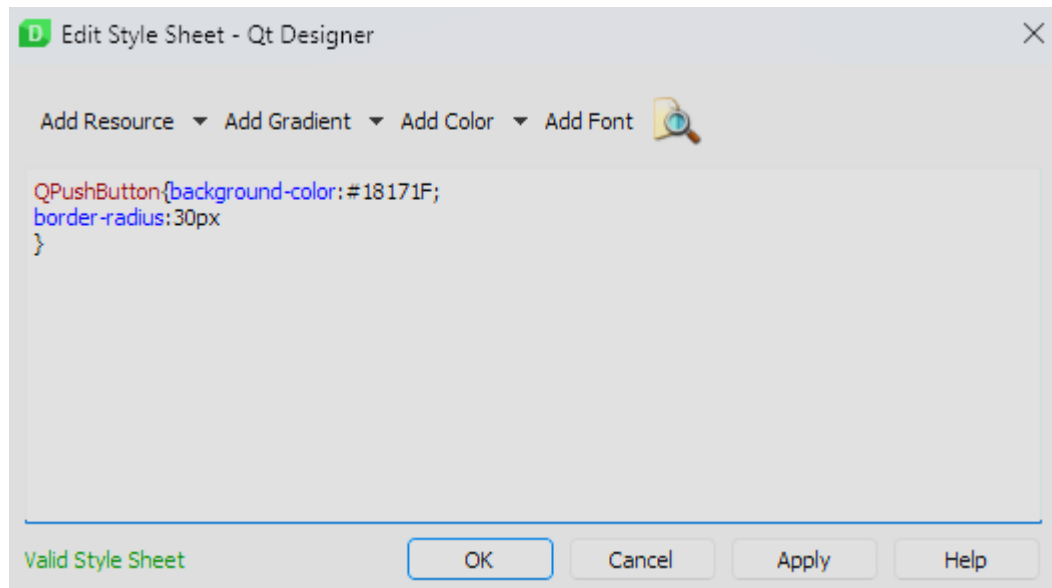 D Edit Style Sheet - Qt Designer
Add Resource Add Gradient Add Color Add Font
QPushButton{background-color:#18171F;
border-radius:30px
}
Valid Style Sheet OK Cancel Apply Help